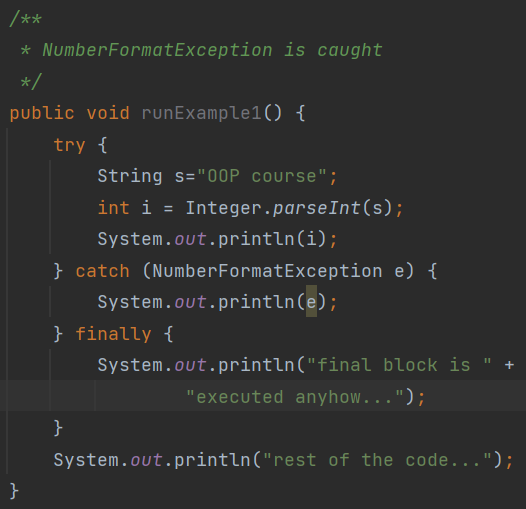 /**
 * NumberFormatException is caught
 */
public void runExample1() {
    try {
        String s="OOP course";
        int i = Integer.parseInt(s);
        System.out.println(i);
    } catch (NumberFormatException e) {
        System.out.println(e);
    } finally {
        System.out.println("final block is " +
                "executed anyhow...");
    }
    System.out.println("rest of the code...");
}